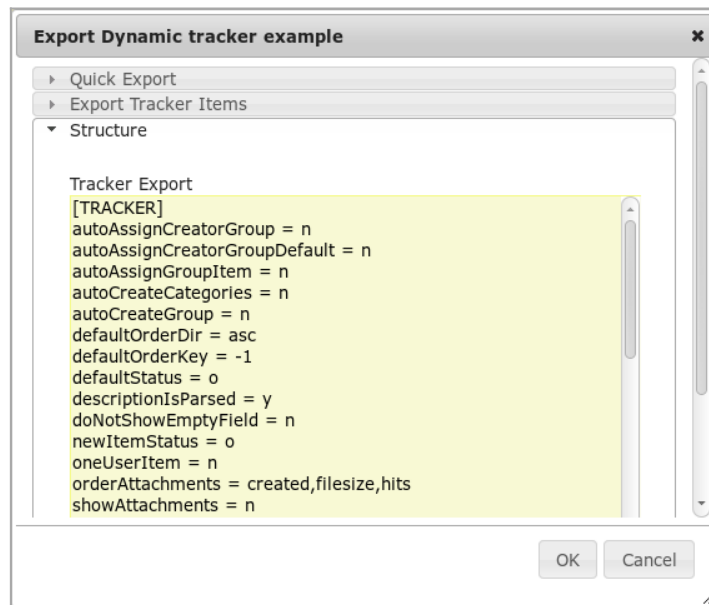 Export Dynamic tracker example
Quick Export
Export Tracker Items
Structure
Tracker Export
[TRACKER]
autoAssignCreatorGroup = n
autoAssignCreatorGroupDefault = n
autoAssignGroupItem = n
autoCreateCategories = n
autoCreateGroup = n
defaultOrderDir = asc
defaultOrderKey = -1
defaultStatus = o
descriptionIsParsed = y
doNotShowEmptyField = n
newItemStatus = o
oneUserItem = n
orderAttachments = created,filesize,hits
showAttachments = n
OK Cancel